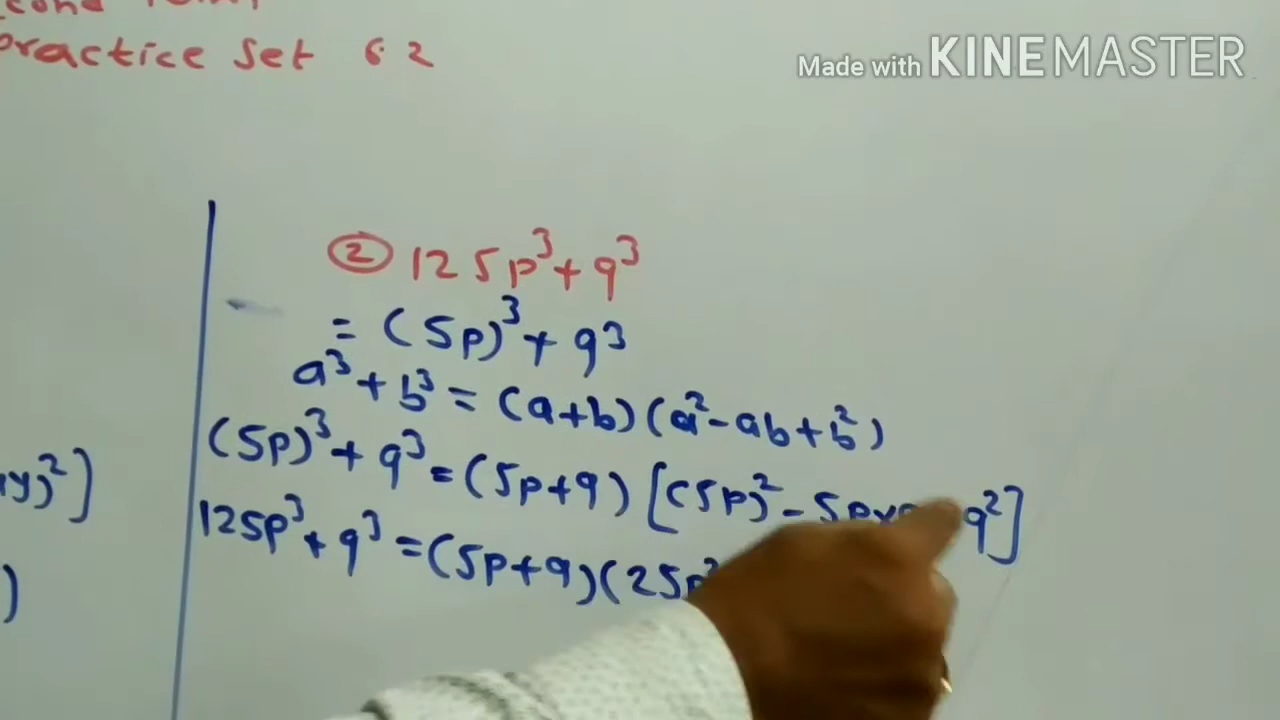 Made with KINEMASTER
Practice Set 6.2
② 125p³ + q³
= (5p)³ + q³
a³ + b³ = (a+b) (a² - ab + b²)
(5p)³ + q³ = (5p+q) [(5p)² - 5p× q²]
y)²]
125p³ + q³ = (5p+q) (25p²
)